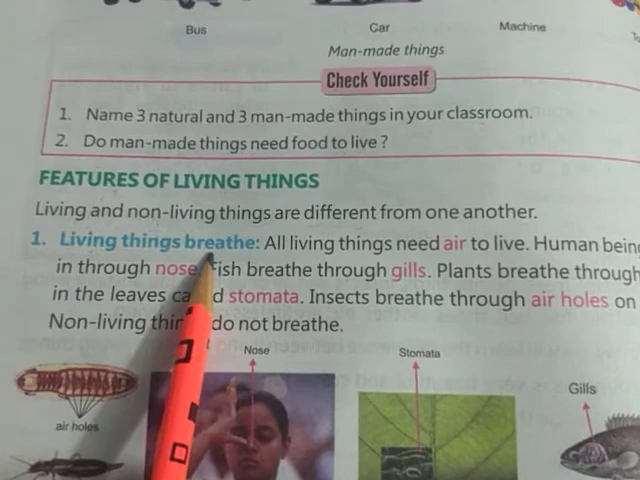 Bus
Car
Machine
Man-made things
Check Yourself
1. Name 3 natural and 3 man-made things in your classroom.
2. Do man-made things need food to live?
FEATURES OF LIVING THINGS
Living and non-living things are different from one another.
1. Living things breathe: All living things need air to live. Human
in through nose. Fish breathe through gills. Plants breathe through
in the leaves stomata. Insects breathe through air holes on
Non-living do not breathe.
Nose
Stomata
Gills
air holes